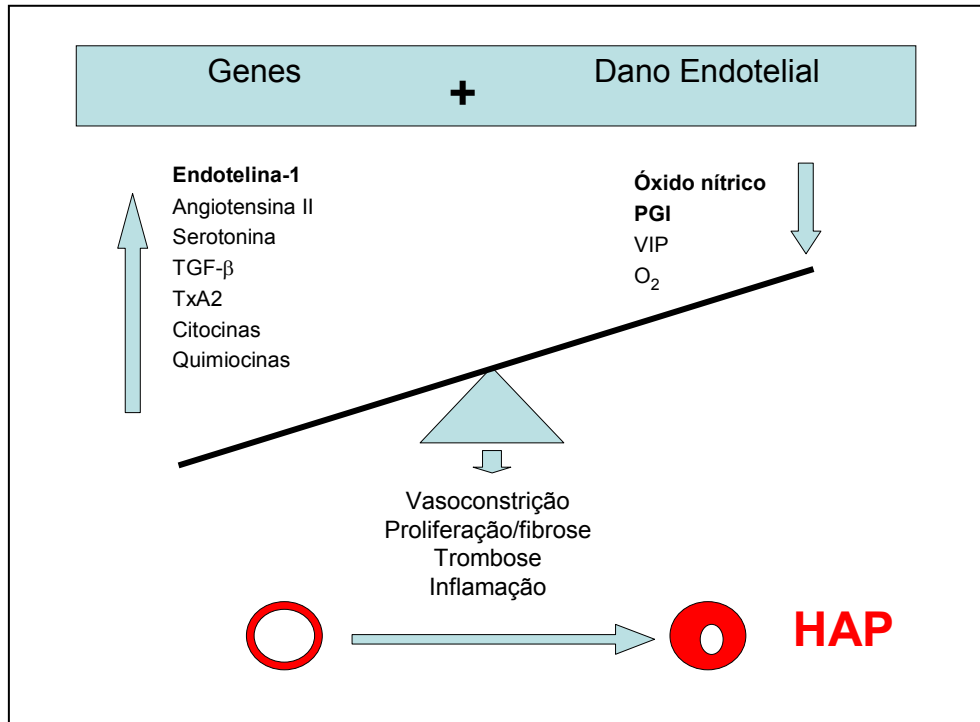 Genes + Dano Endotelial
Endotelina-1
Angiotensina II
Serotonina
TGF-β
TxA2
Citocinas
Quimiocinas
Óxido nítrico
PGI
VIP
O2
Vasoconstrição
Proliferação/fibrose
Trombose
Inflamação
HAP